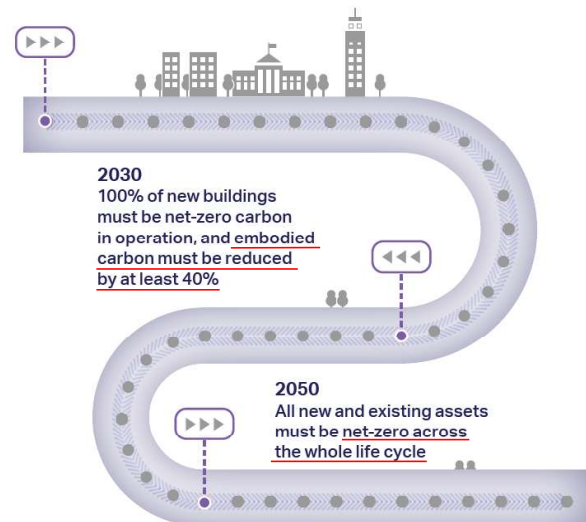 2030
100% of new buildings
must be net-zero carbon
in operation, and embodied
carbon must be reduced
by at least 40%
2050
All new and existing assets
must be net-zero across
the whole life cycle